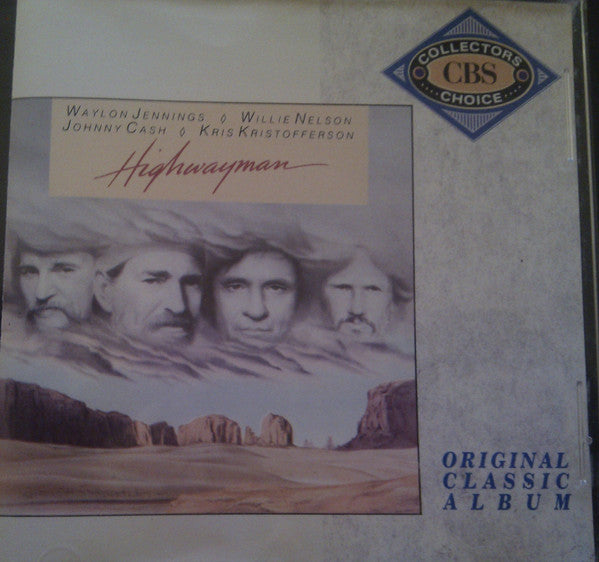 COLLECTORS
CBS
CHOICE
WAYLON JENNINGS ◊ WILLIE NELSON
JOHNNY CASH ◊ KRIS KRISTOFFERSON
Highwayman
ORIGINAL
CLASSIC
ALBUM